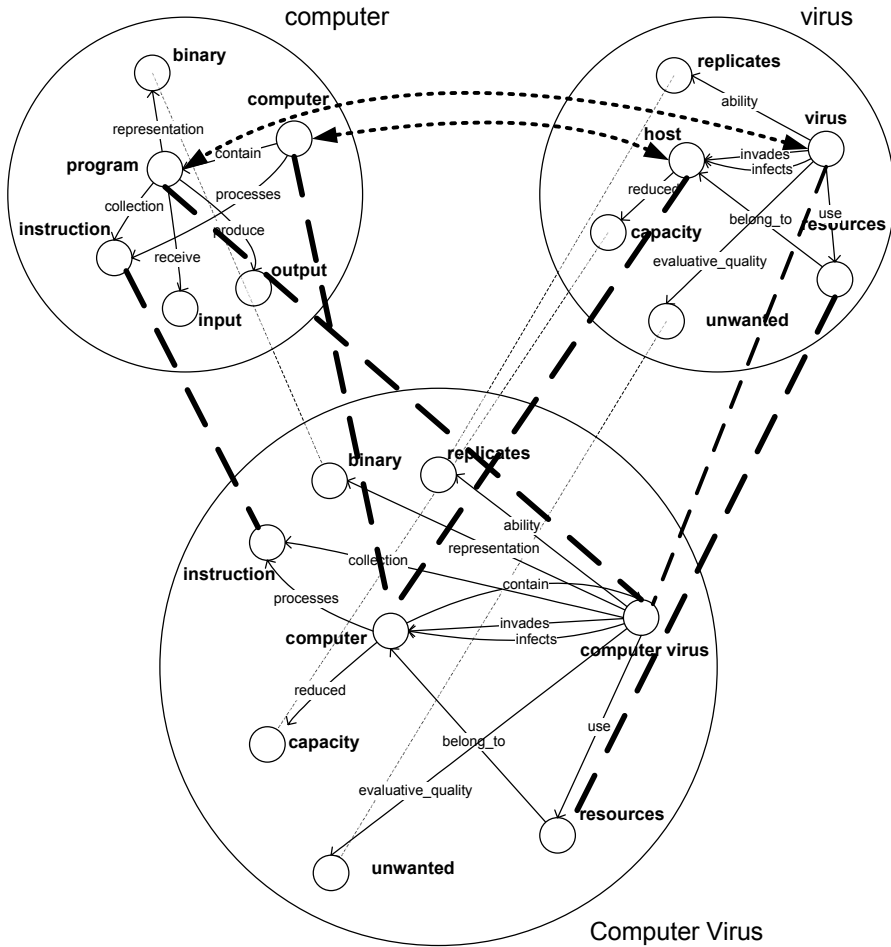 computer
virus
binary
replicates
computer
ability
virus
representation
host
contain
invades
program
infects
processes
reduced
collection
belong_to
use
instruction
produce
capacity
resources
receive
evaluative_quality
output
input
unwanted
binary
replicates
ability
representation
collection
instruction
contain
processes
invades
computer
infects
computer virus
reduced
use
capacity
belong_to
evaluative_quality
resources
unwanted
Computer Virus